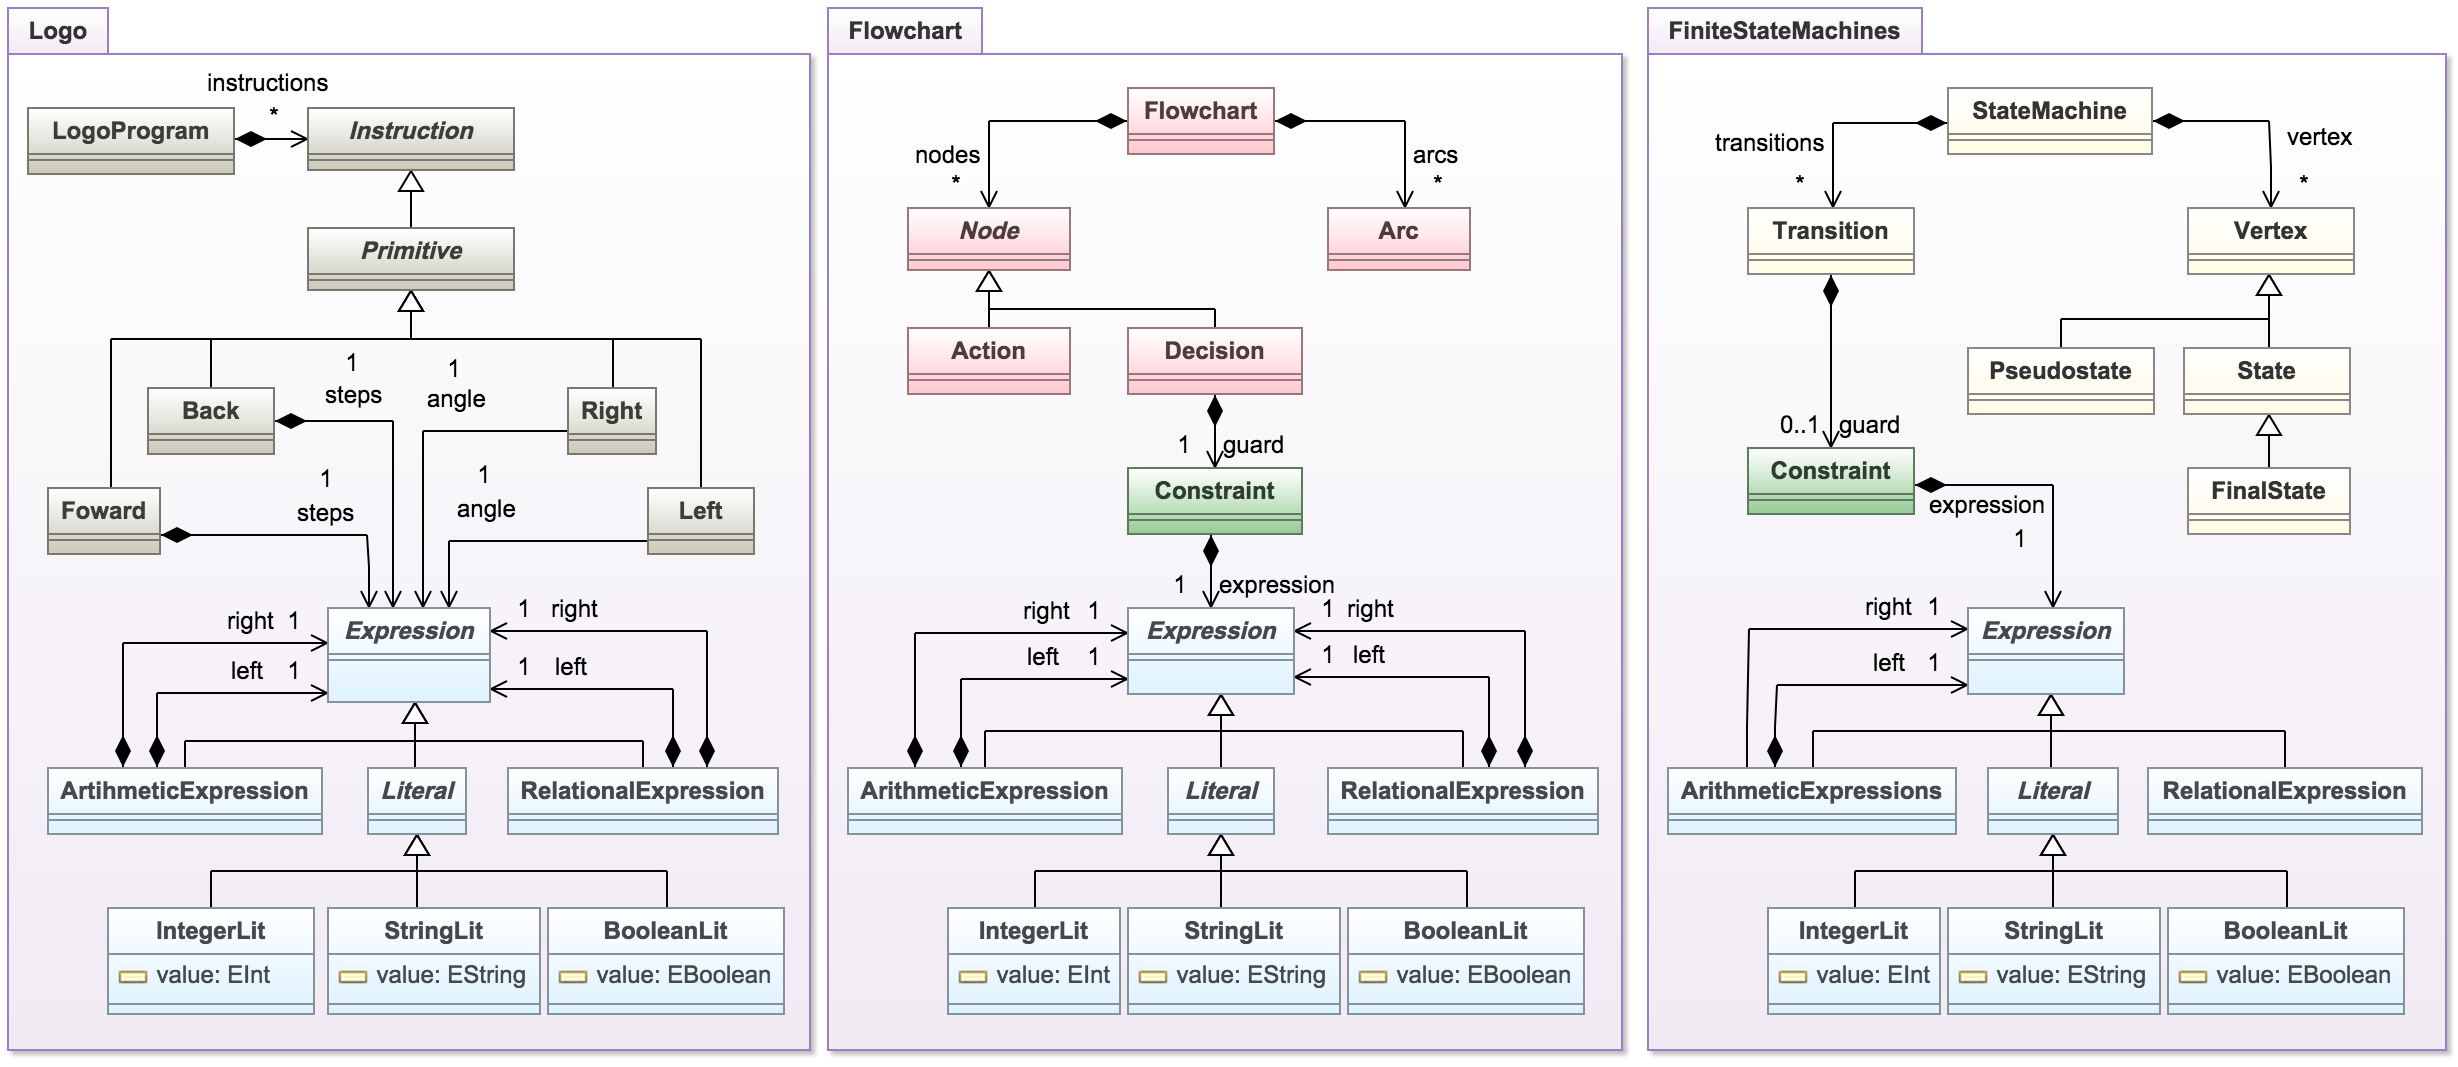 Logo
instructions
*
LogoProgram
Instruction
Primitive
1
steps
1
angle
Back
Right
1
steps
1
angle
Foward
Left
right 1
1 right
Expression
left 1
1 left
ArtihmeticExpression
Literal
RelationalExpression
IntegerLit
value: EInt
StringLit
value: EString
BooleanLit
value: EBoolean
Flowchart
Flowchart
nodes
*
arcs
*
Node
Arc
Action
Decision
1 guard
Constraint
1 expression
right 1
1 right
Expression
left 1
1 left
ArithmeticExpression
Literal
RelationalExpression
IntegerLit
value: EInt
StringLit
value: EString
BooleanLit
value: EBoolean
FiniteStateMachines
StateMachine
transitions
*
vertex
*
Transition
Vertex
Pseudostate
State
0..1 guard
Constraint
FinalState
expression
1
right 1
Expression
left 1
ArithmeticExpressions
Literal
RelationalExpression
IntegerLit
value: EInt
StringLit
value: EString
BooleanLit
value: EBoolean